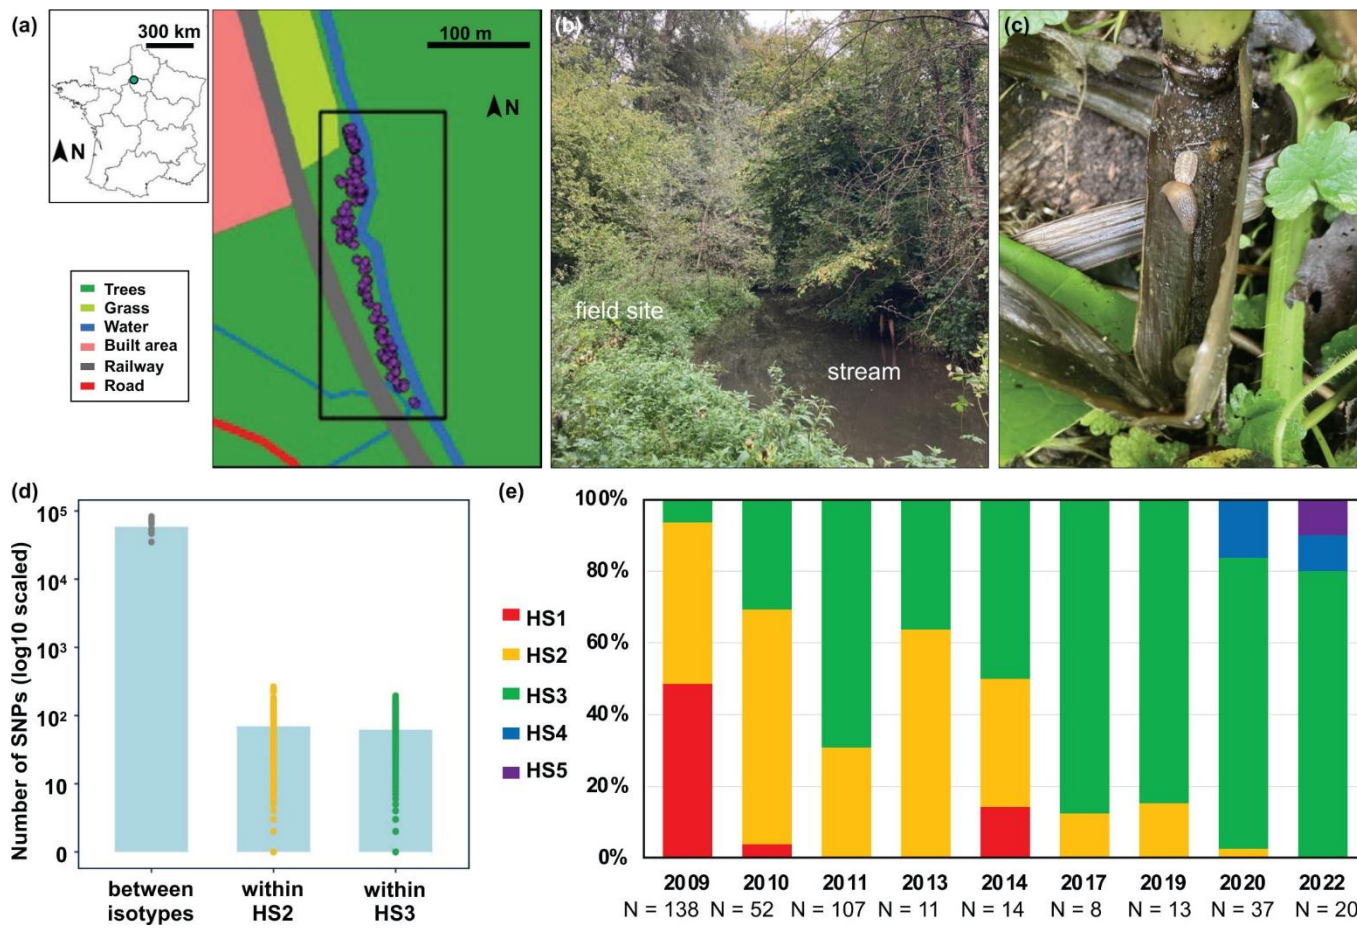 (a)
300 km
N
100 m
N
Trees
Grass
Water
Built area
Railway
Road
(b)
field site
stream
(c)
(d)
Number of SNPs (log10 scaled)
10⁵
10⁴
10³
10²
10
0
between
isotypes
within
HS2
within
HS3
(e)
HS1
HS2
HS3
HS4
HS5
100%
80%
60%
40%
20%
0%
2009 2010 2011 2013 2014 2017 2019 2020 2022
N = 138 N = 52 N = 107 N = 11 N = 14 N = 8 N = 13 N = 37 N = 20